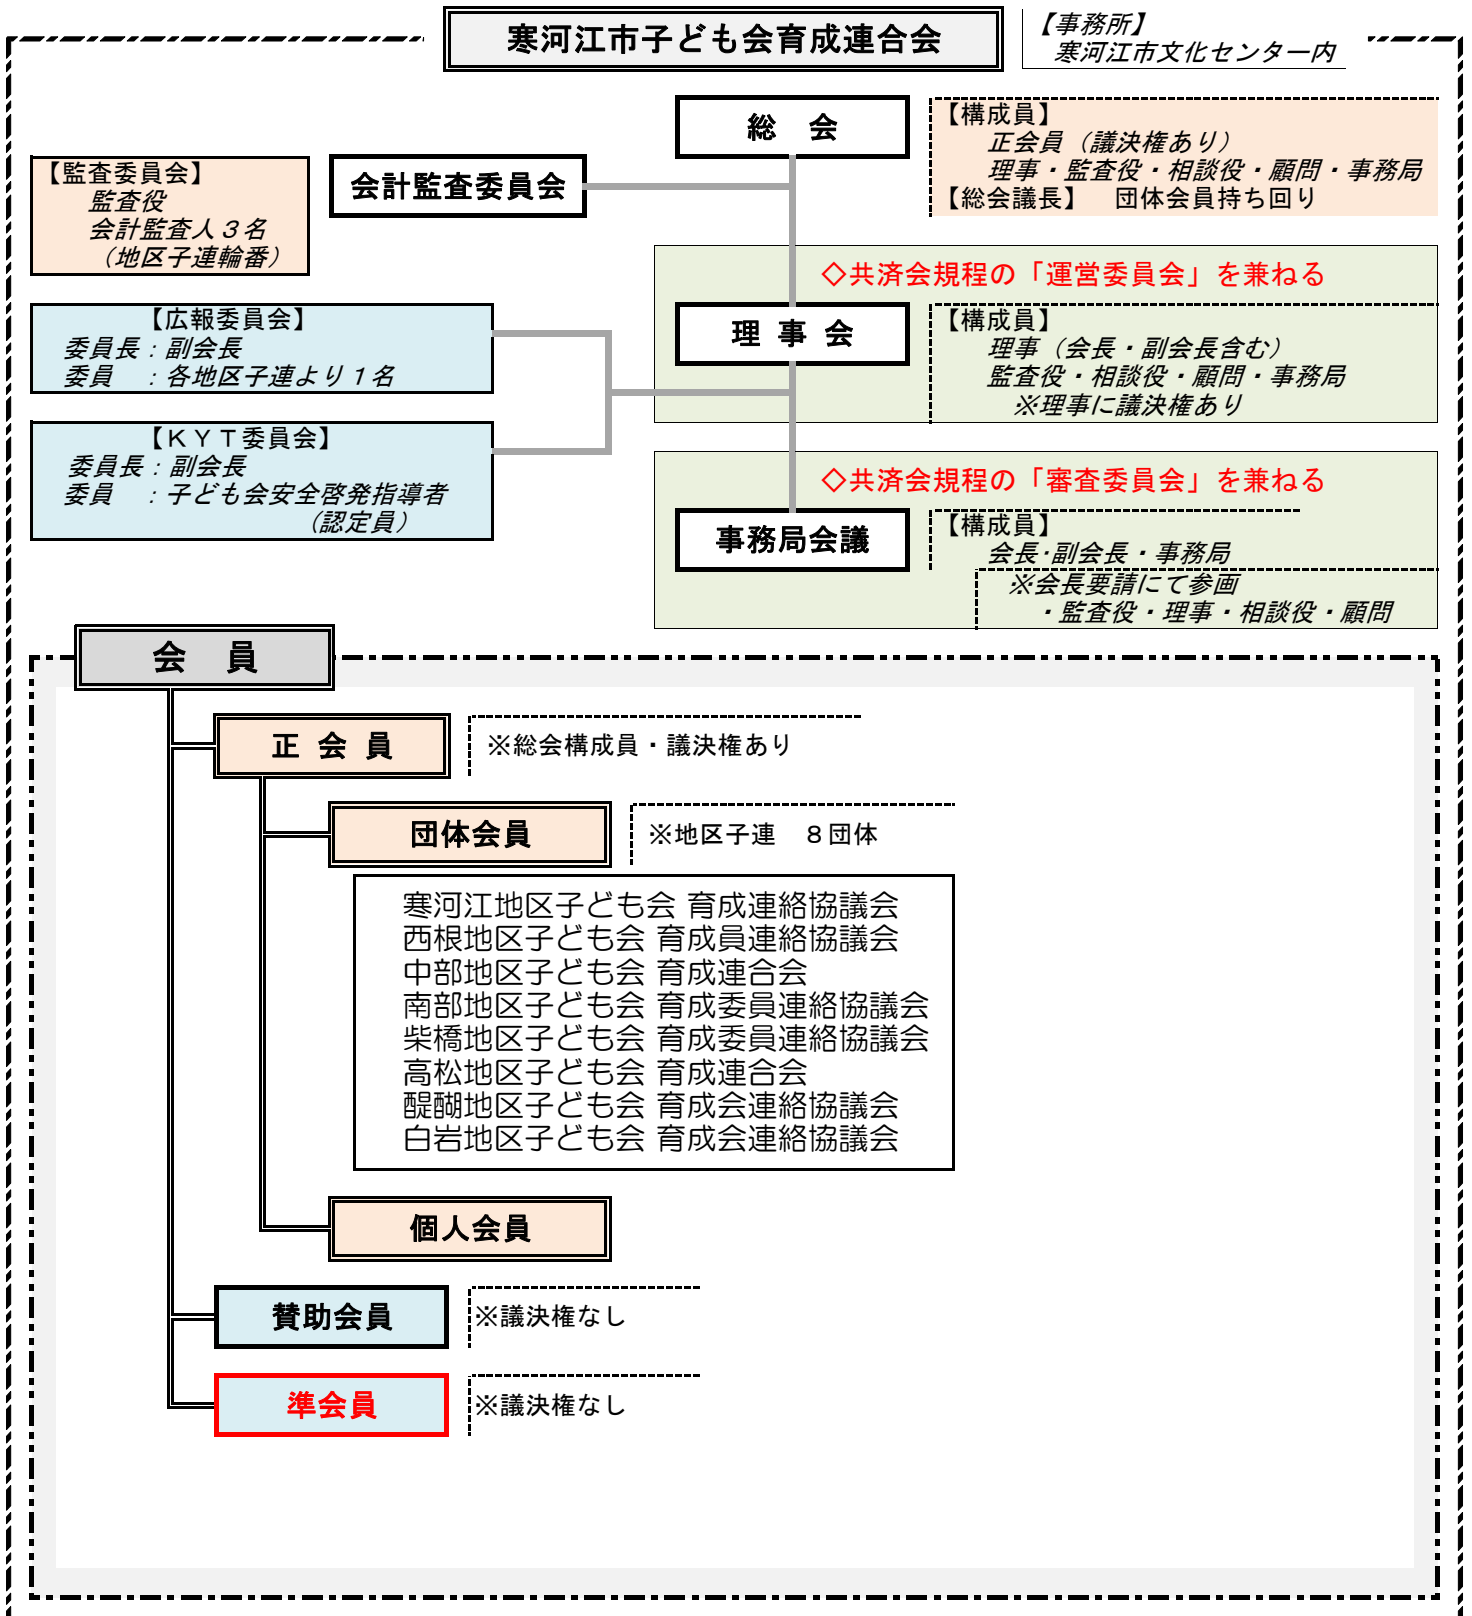 寒河江市子ども会育成連合会
【事務所】
寒河江市文化センター内
総　会
【構成員】
正会員（議決権あり）
理事・監査役・相談役・顧問・事務局
【総会議長】　団体会員持ち回り
会計監査委員会
【監査委員会】
監査役
会計監査人３名
（地区子連輪番）
◇共済会規程の「運営委員会」を兼ねる
理 事 会
【構成員】
理事（会長・副会長含む）
監査役・相談役・顧問・事務局
※理事に議決権あり
【広報委員会】
委員長：副会長
委員　：各地区子連より１名
【ＫＹＴ委員会】
委員長：副会長
委員　：子ども会安全啓発指導者
（認定員）
◇共済会規程の「審査委員会」を兼ねる
事務局会議
【構成員】
会長･副会長・事務局
※会長要請にて参画
・監査役・理事・相談役・顧問
会　員
正 会 員
※総会構成員・議決権あり
団体会員
※地区子連　８団体
寒河江地区子ども会 育成連絡協議会
西根地区子ども会 育成員連絡協議会
中部地区子ども会 育成連合会
南部地区子ども会 育成委員連絡協議会
柴橋地区子ども会 育成委員連絡協議会
高松地区子ども会 育成連合会
醍醐地区子ども会 育成会連絡協議会
白岩地区子ども会 育成会連絡協議会
個人会員
賛助会員
※議決権なし
準会員
※議決権なし